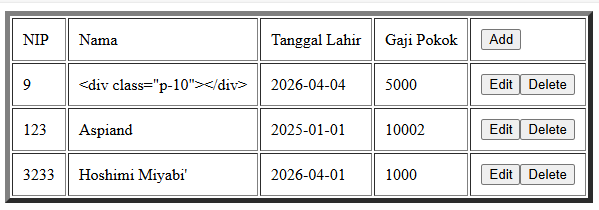 NIP Nama Tanggal Lahir Gaji Pokok Add
9 <div class="p-10"></div> 2026-04-04 5000 Edit Delete
123 Aspiand 2025-01-01 10002 Edit Delete
3233 Hoshimi Miyabi' 2026-04-01 1000 Edit Delete